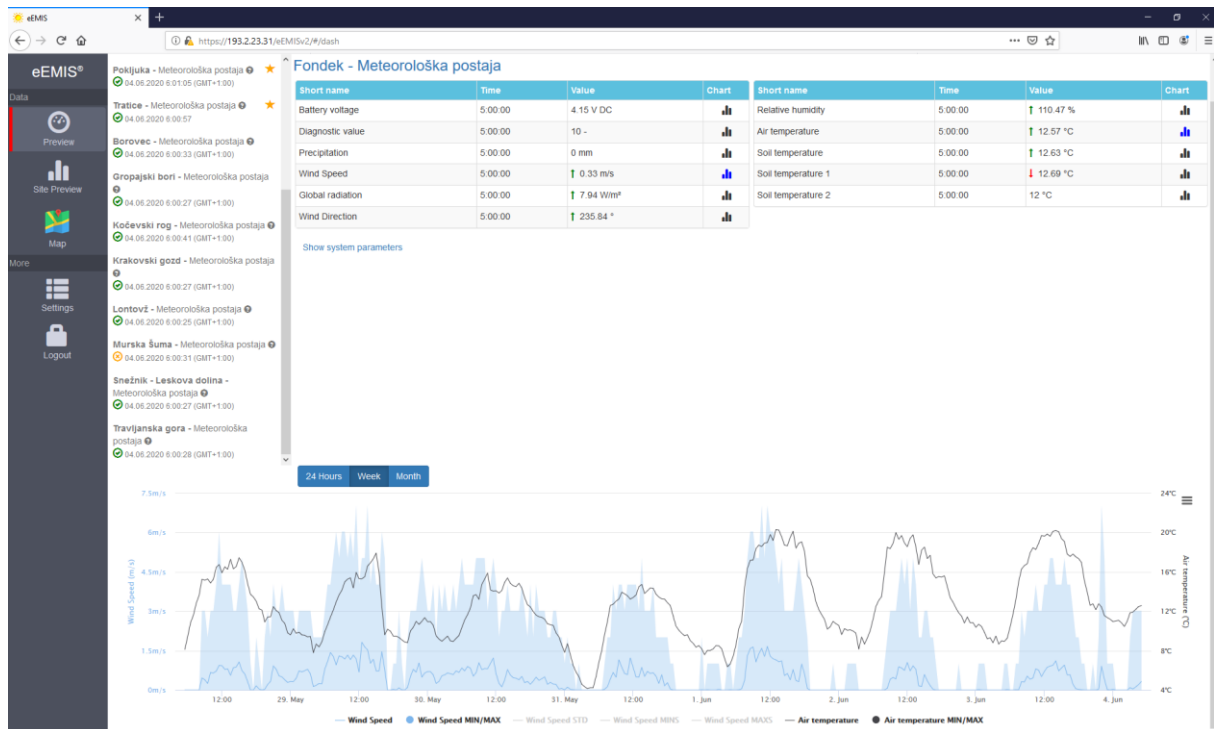 eEMIS
https://193.2.23.31/eEMISv2/#/dash
eEMIS®
Data
Preview
Site Preview
Map
More
Settings
Logout
Pokljuka - Meteorološka postaja
04.06.2020 6:01:05 (GMT+1:00)
Tratice - Meteorološka postaja
04.06.2020 6:00:57
Borovec - Meteorološka postaja
04.06.2020 6:00:33 (GMT+1:00)
Gropajski bori - Meteorološka postaja
04.06.2020 6:00:27 (GMT+1:00)
Kočevski rog - Meteorološka postaja
04.06.2020 6:00:41 (GMT+1:00)
Krakovski gozd - Meteorološka postaja
04.06.2020 6:00:27 (GMT+1:00)
Lontovž - Meteorološka postaja
04.06.2020 6:00:25 (GMT+1:00)
Murska Šuma - Meteorološka postaja
04.06.2020 6:00:31 (GMT+1:00)
Snežnik - Leskova dolina -
Meteorološka postaja
04.06.2020 6:00:27 (GMT+1:00)
Travljanska gora - Meteorološka
postaja
04.06.2020 6:00:28 (GMT+1:00)
Fondek - Meteorološka postaja
Short name Time Value Chart
Battery voltage 5:00:00 4.15 V DC
Diagnostic value 5:00:00 10 -
Precipitation 5:00:00 0 mm
Wind Speed 5:00:00 0.33 m/s
Global radiation 5:00:00 7.94 W/m²
Wind Direction 5:00:00 235.84 °
Short name Time Value Chart
Relative humidity 5:00:00 110.47 %
Air temperature 5:00:00 12.57 °C
Soil temperature 5:00:00 12.63 °C
Soil temperature 1 5:00:00 12.69 °C
Soil temperature 2 5:00:00 12 °C
Show system parameters
24 Hours Week Month
7.5m/s
6m/s
4.5m/s
3m/s
1.5m/s
0m/s
Wind Speed (m/s)
24°C
20°C
16°C
12°C
8°C
4°C
Air temperature (°C)
12:00 29. May 12:00 30. May 12:00 31. May 12:00 1. Jun 12:00 2. Jun 12:00 3. Jun 12:00 4. Jun
Wind Speed Wind Speed MIN/MAX Wind Speed STD Wind Speed MINS Wind Speed MAXS Air temperature Air temperature MIN/MAX